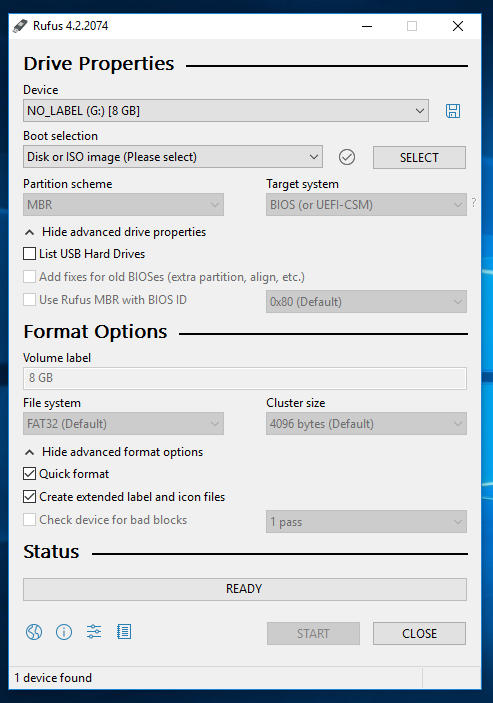 Rufus 4.2.2074
Drive Properties
Device
NO_LABEL (G:) [8 GB]
Boot selection
Disk or ISO image (Please select)
SELECT
Partition scheme
Target system
MBR
BIOS (or UEFI-CSM)
?
Hide advanced drive properties
List USB Hard Drives
Add fixes for old BIOSes (extra partition, align, etc.)
Use Rufus MBR with BIOS ID
0x80 (Default)
Format Options
Volume label
8 GB
File system
Cluster size
FAT32 (Default)
4096 bytes (Default)
Hide advanced format options
Quick format
Create extended label and icon files
Check device for bad blocks
1 pass
Status
READY
START
CLOSE
1 device found